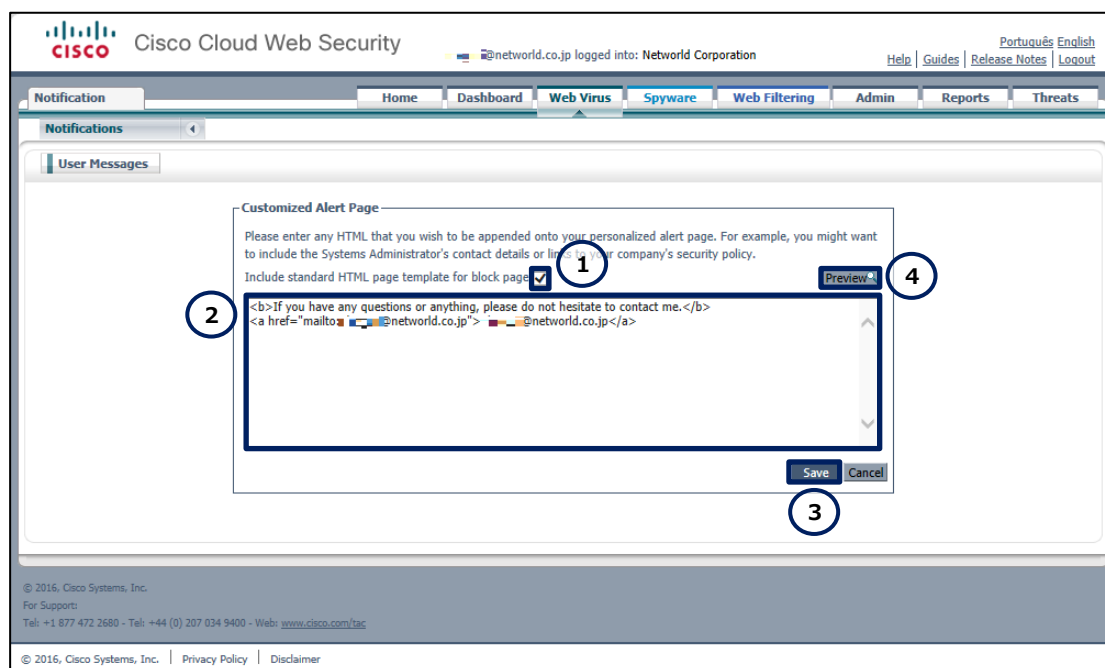 CISCO Cisco Cloud Web Security
@networld.co.jp logged into: Networld Corporation
Português English
Help | Guides | Release Notes | Logout
Notification
Home Dashboard Web Virus Spyware Web Filtering Admin Reports Threats
Notifications
User Messages
Customized Alert Page
Please enter any HTML that you wish to be appended onto your personalized alert page. For example, you might want
to include the Systems Administrator's contact details or links to your company's security policy.
1
Include standard HTML page template for block page
Preview
4
2
<b>If you have any questions or anything, please do not hesitate to contact me.</b>
<a href="mailto: @networld.co.jp"> @networld.co.jp</a>
Save Cancel
3
© 2016, Cisco Systems, Inc.
For Support:
Tel: +1 877 472 2680 - Tel: +44 (0) 207 034 9400 - Web: www.cisco.com/tac
© 2016, Cisco Systems, Inc. | Privacy Policy | Disclaimer